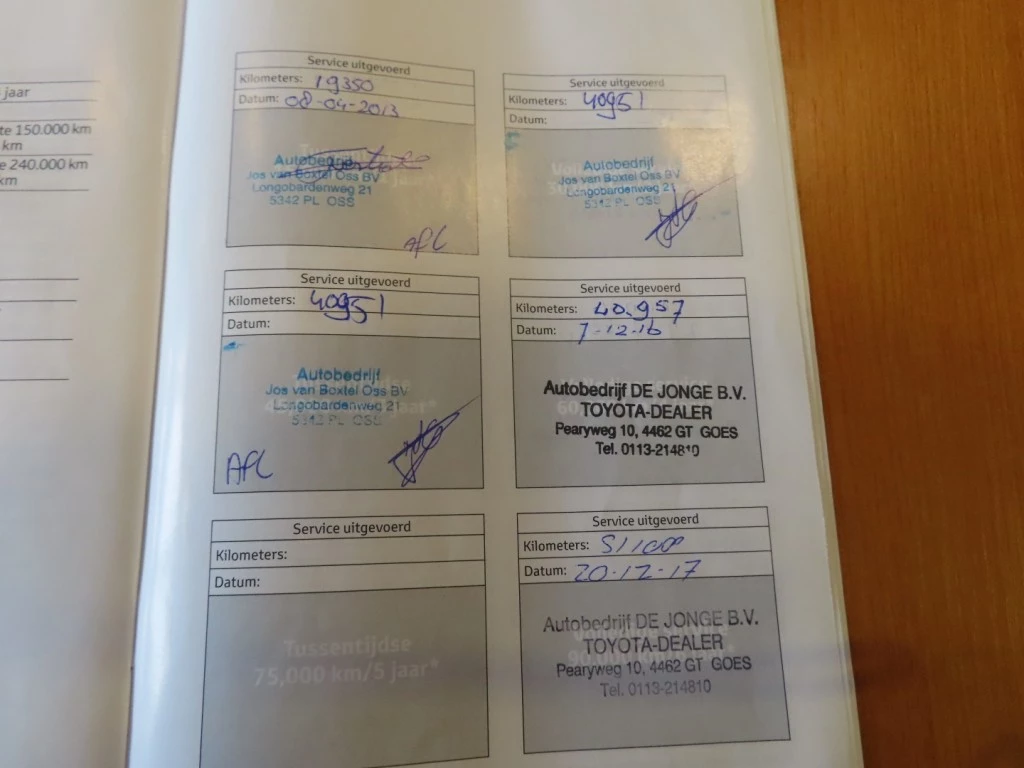 jaar
te 150.000 km
km
e 240.000 km
km
Service uitgevoerd
Kilometers: 19350
Datum: 08-04-2013
Autobedrijf
Jos van Boxtel Oss BV
Longobardenweg 21
5342 PL OSS
APC
Service uitgevoerd
Kilometers: 40951
Datum:
Autobedrijf
Jos van Boxtel Oss BV
Longobardenweg 21
5342 PL OSS
Service uitgevoerd
Kilometers: 40951
Datum:
Autobedrijf
Jos van Boxtel Oss BV
Longobardenweg 21
5342 PL OSS
APC
Service uitgevoerd
Kilometers: 40.957
Datum: 7-12-16
Autobedrijf DE JONGE B.V.
TOYOTA-DEALER
Pearyweg 10, 4462 GT GOES
Tel. 0113-214810
Service uitgevoerd
Kilometers:
Datum:
Tussentijdse
75,000 km/5 jaar*
Service uitgevoerd
Kilometers:
Datum: 20-12-17
Autobedrijf DE JONGE B.V.
TOYOTA-DEALER
Pearyweg 10, 4462 GT GOES
Tel. 0113-214810